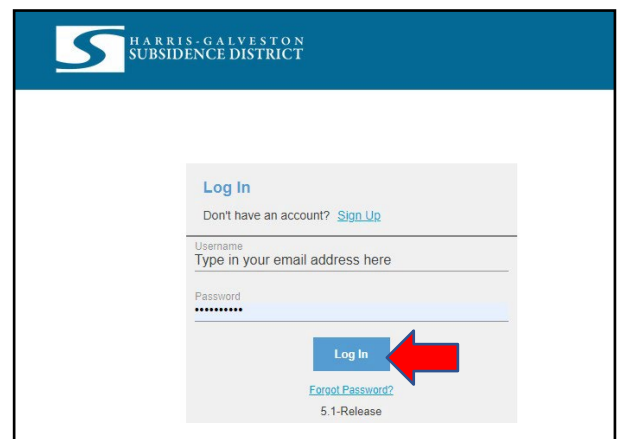 HARRIS-GALVESTON
SUBSIDENCE DISTRICT
Log In
Don't have an account? Sign Up
Username
Type in your email address here
Password
••••••••••
Log In
Forgot Password?
5.1-Release